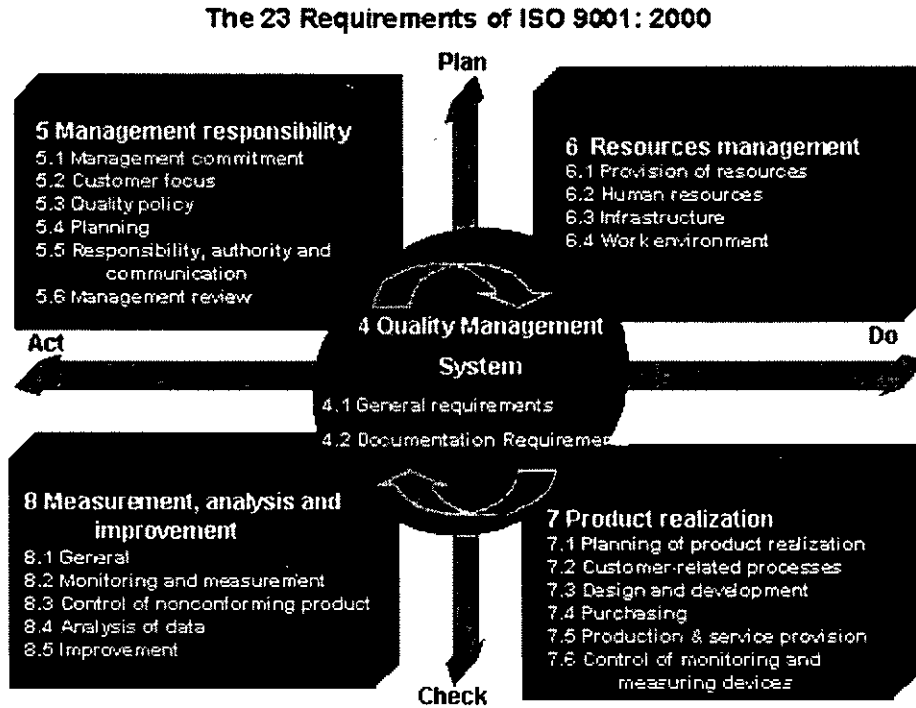 The 23 Requirements of ISO 9001: 2000
Plan
5 Management responsibility
5.1 Management commitment
5.2 Customer focus
5.3 Quality policy
5.4 Planning
5.5 Responsibility, authority and
communication
5.6 Management review
6 Resources management
6.1 Provision of resources
6.2 Human resources
6.3 Infrastructure
6.4 Work environment
Act
Do
4 Quality Management
System
4.1 General requirements
4.2 Documentation Requirements
8 Measurement, analysis and
improvement
8.1 General
8.2 Monitoring and measurement
8.3 Control of nonconforming product
8.4 Analysis of data
8.5 Improvement
7 Product realization
7.1 Planning of product realization
7.2 Customer-related processes
7.3 Design and development
7.4 Purchasing
7.5 Production & service provision
7.6 Control of monitoring and
measuring devices
Check